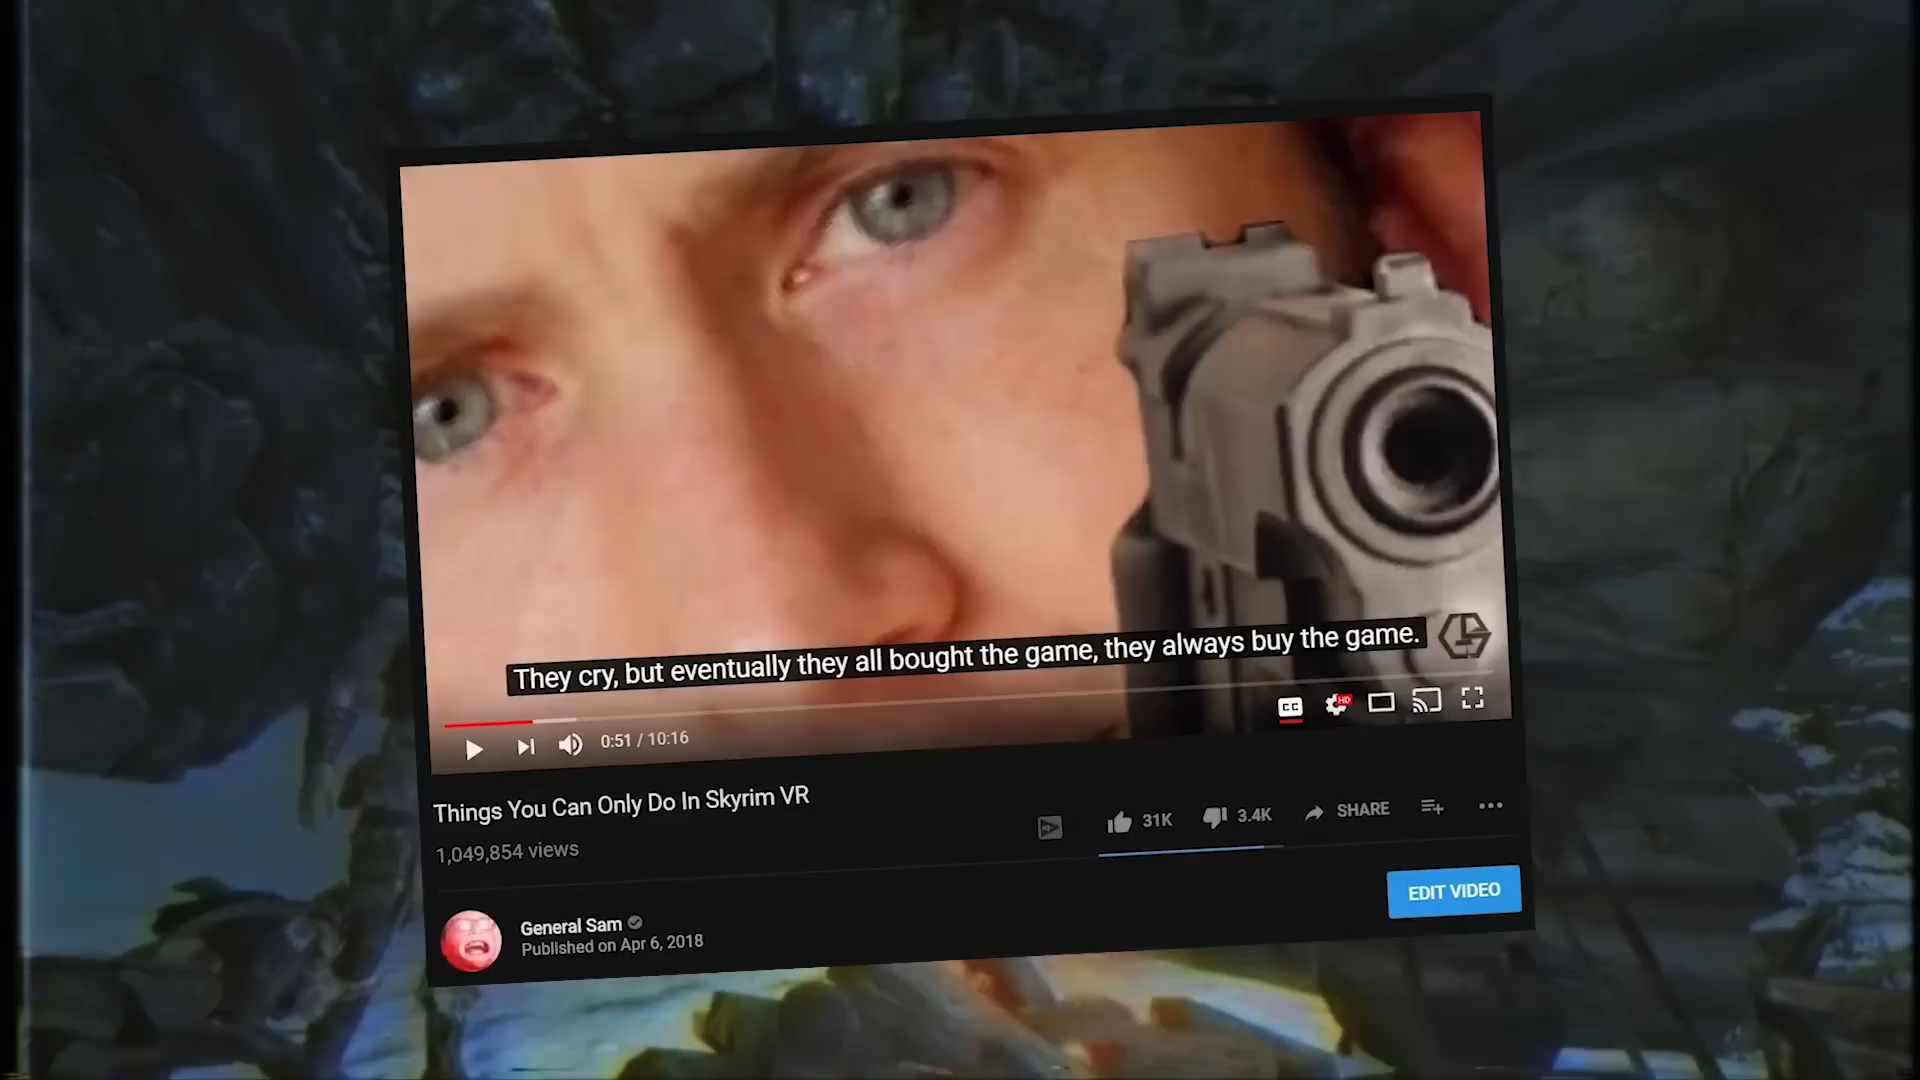 They cry, but eventually they all bought the game, they always buy the game.
CC
HD
0:51 / 10:16
Things You Can Only Do In Skyrim VR
1,049,854 views
31K
3.4K
SHARE
EDIT VIDEO
General Sam
Published on Apr 6, 2018